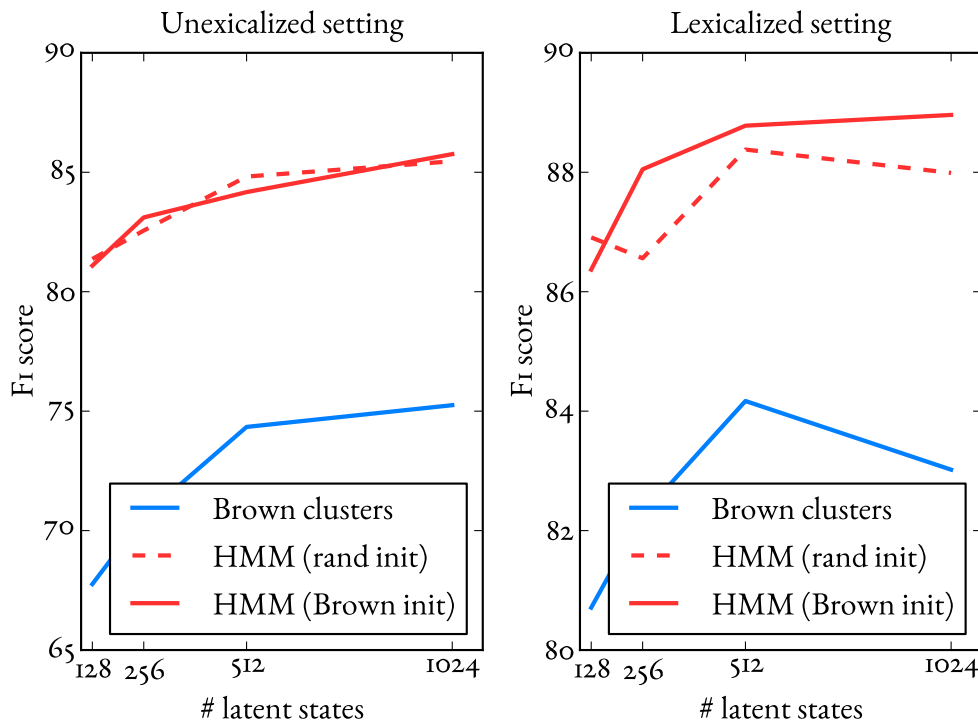 Unexicalized setting
90
85
80
75
70
65
F1 score
128
256
512
1024
# latent states
Brown clusters
HMM (rand init)
HMM (Brown init)
Lexicalized setting
90
88
86
84
82
80
F1 score
128
256
512
1024
# latent states
Brown clusters
HMM (rand init)
HMM (Brown init)